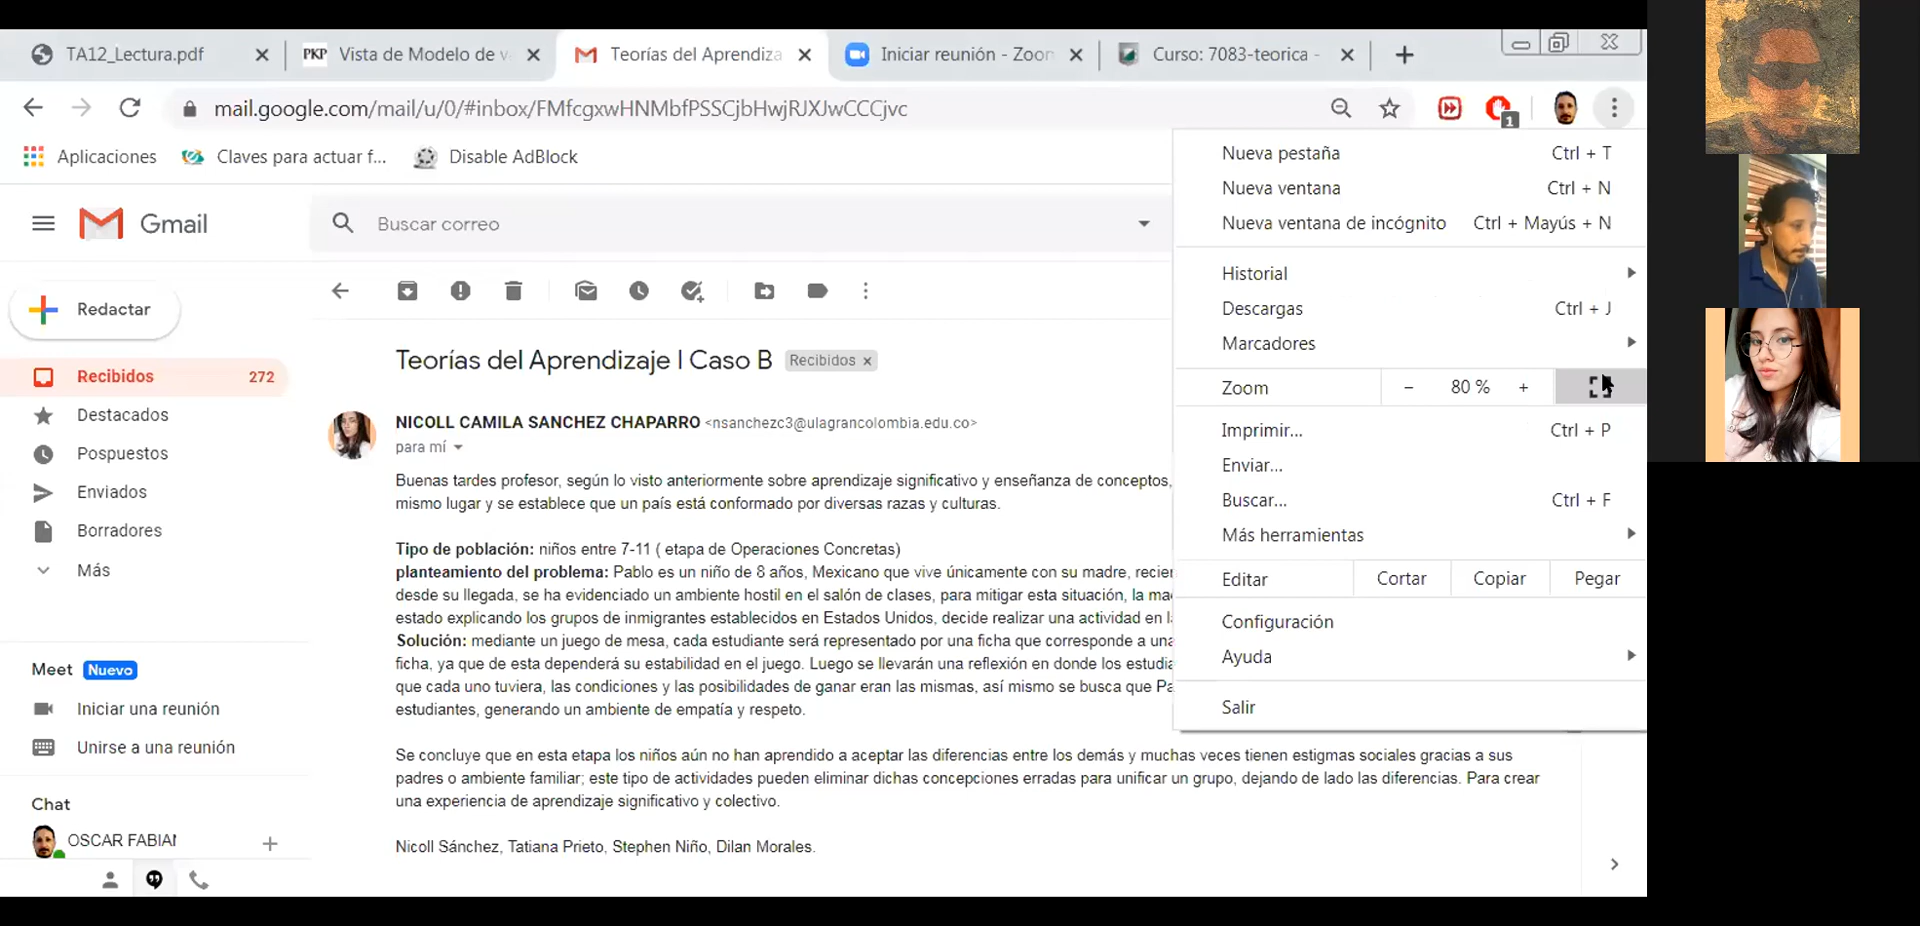 TA12_Lectura.pdf
PKP Vista de Modelo de v
Teorías del Aprendiza
Iniciar reunión - Zoom
Curso: 7083-teorica -
mail.google.com/mail/u/0/#inbox/FMfcgxwHNMbfPSSCjbHwjRJXJwCCCjvc
1
Aplicaciones
Claves para actuar f...
Disable AdBlock
Nueva pestaña Ctrl + T
Nueva ventana Ctrl + N
Nueva ventana de incógnito Ctrl + Mayús + N
Historial
Descargas Ctrl + J
Marcadores
Zoom − 80 % +
Imprimir... Ctrl + P
Enviar...
Buscar... Ctrl + F
Más herramientas
Editar Cortar Copiar Pegar
Configuración
Ayuda
Salir
Gmail
Buscar correo
Redactar
Recibidos 272
Destacados
Pospuestos
Enviados
Borradores
Más
Meet Nuevo
Iniciar una reunión
Unirse a una reunión
Chat
OSCAR FABIAN
Teorías del Aprendizaje | Caso B Recibidos x
NICOLL CAMILA SANCHEZ CHAPARRO <nsanchezc3@ulagrancolombia.edu.co>
para mí
Buenas tardes profesor, según lo visto anteriormente sobre aprendizaje significativo y enseñanza de conceptos,
mismo lugar y se establece que un país está conformado por diversas razas y culturas.
Tipo de población: niños entre 7-11 ( etapa de Operaciones Concretas)
planteamiento del problema: Pablo es un niño de 8 años, Mexicano que vive únicamente con su madre, recien
desde su llegada, se ha evidenciado un ambiente hostil en el salón de clases, para mitigar esta situación, la mae
estado explicando los grupos de inmigrantes establecidos en Estados Unidos, decide realizar una actividad en la
Solución: mediante un juego de mesa, cada estudiante será representado por una ficha que corresponde a una
ficha, ya que de esta dependerá su estabilidad en el juego. Luego se llevarán una reflexión en donde los estudia
que cada uno tuviera, las condiciones y las posibilidades de ganar eran las mismas, así mismo se busca que Pa
estudiantes, generando un ambiente de empatía y respeto.
Se concluye que en esta etapa los niños aún no han aprendido a aceptar las diferencias entre los demás y muchas veces tienen estigmas sociales gracias a sus
padres o ambiente familiar; este tipo de actividades pueden eliminar dichas concepciones erradas para unificar un grupo, dejando de lado las diferencias. Para crear
una experiencia de aprendizaje significativo y colectivo.
Nicoll Sánchez, Tatiana Prieto, Stephen Niño, Dilan Morales.